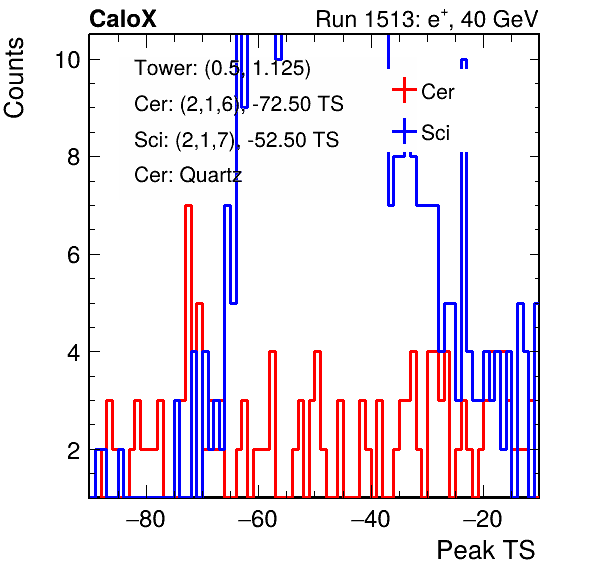 CaloX Run 1513: e⁺, 40 GeV
Counts
10
8
6
4
2
Tower: (0.5, 1.125)
Cer: (2,1,6), -72.50 TS
Sci: (2,1,7), -52.50 TS
Cer: Quartz
Cer
Sci
−80 −60 −40 −20
Peak TS